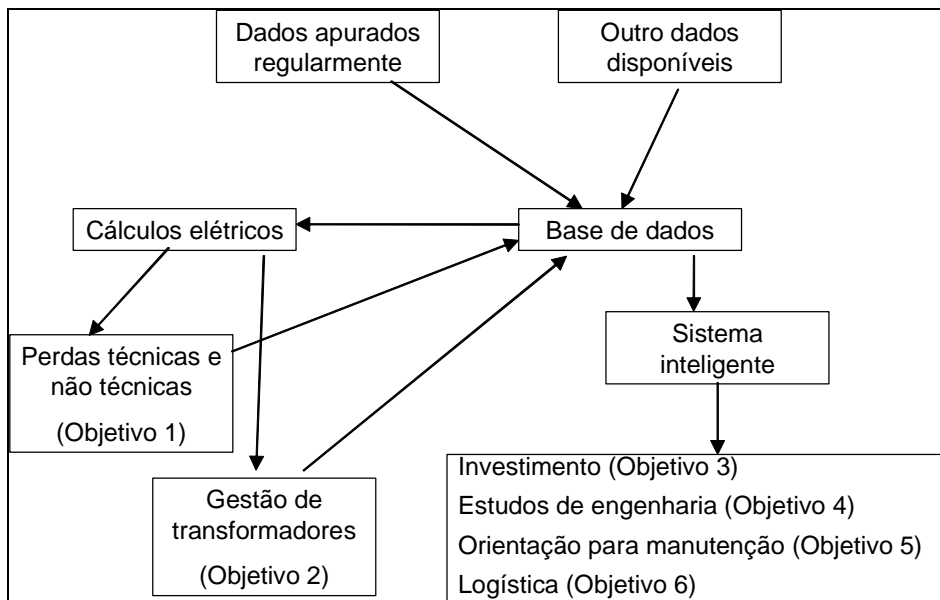 Dados apurados
regularmente
Outro dados
disponíveis
Cálculos elétricos
Base de dados
Perdas técnicas e
não técnicas
(Objetivo 1)
Sistema
inteligente
Gestão de
transformadores
(Objetivo 2)
Investimento (Objetivo 3)
Estudos de engenharia (Objetivo 4)
Orientação para manutenção (Objetivo 5)
Logística (Objetivo 6)